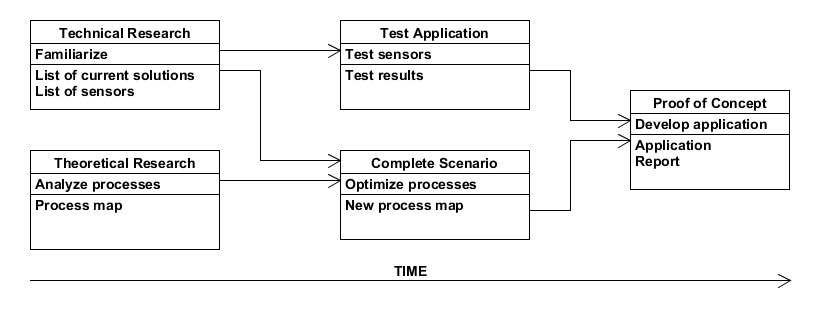 Technical Research
Familiarize
List of current solutions
List of sensors
Test Application
Test sensors
Test results
Theoretical Research
Analyze processes
Process map
Complete Scenario
Optimize processes
New process map
Proof of Concept
Develop application
Application
Report
TIME